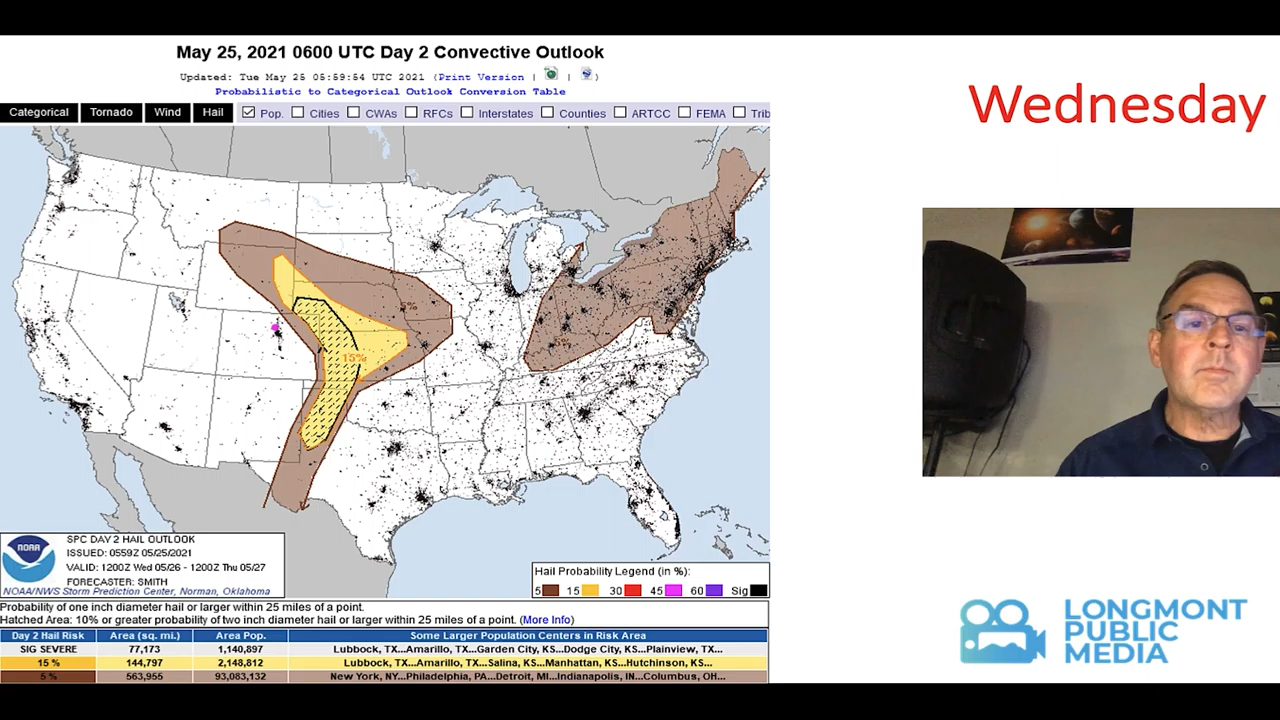 May 25, 2021 0600 UTC Day 2 Convective Outlook
Updated: Tue May 25 05:59:54 UTC 2021 (Print Version | | )
Probabilistic to Categorical Outlook Conversion Table
Categorical Tornado Wind Hail Pop. Cities CWAs RFCs Interstates Counties ARTCC FEMA Trib
Wednesday
5%
15%
5%
NOAA
SPC DAY 2 HAIL OUTLOOK
ISSUED: 0559Z 05/25/2021
VALID: 1200Z Wed 05/26 - 1200Z Thu 05/27
FORECASTER: SMITH
NOAA/NWS Storm Prediction Center, Norman, Oklahoma
Hail Probability Legend (in %):
5 15 30 45 60 Sig
Probability of one inch diameter hail or larger within 25 miles of a point.
Hatched Area: 10% or greater probability of two inch diameter hail or larger within 25 miles of a point. (More Info)
Day 2 Hail Risk Area (sq. mi.) Area Pop. Some Larger Population Centers in Risk Area
SIG SEVERE 77,173 1,140,897 Lubbock, TX...Amarillo, TX...Garden City, KS...Dodge City, KS...Plainview, TX...
15 % 144,797 2,148,812 Lubbock, TX...Amarillo, TX...Salina, KS...Manhattan, KS...Hutchinson, KS...
5 % 563,955 93,083,132 New York, NY...Philadelphia, PA...Detroit, MI...Indianapolis, IN...Columbus, OH...
LONGMONT
PUBLIC
MEDIA